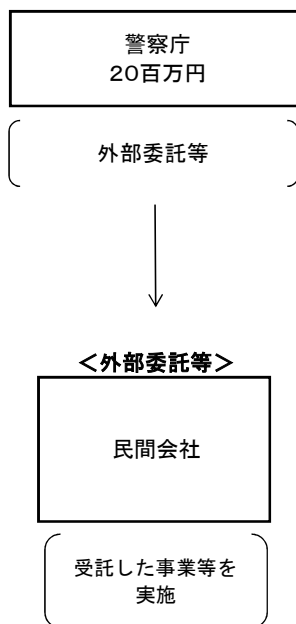 警察庁
20百万円
外部委託等
＜外部委託等＞
民間会社
受託した事業等を
実施